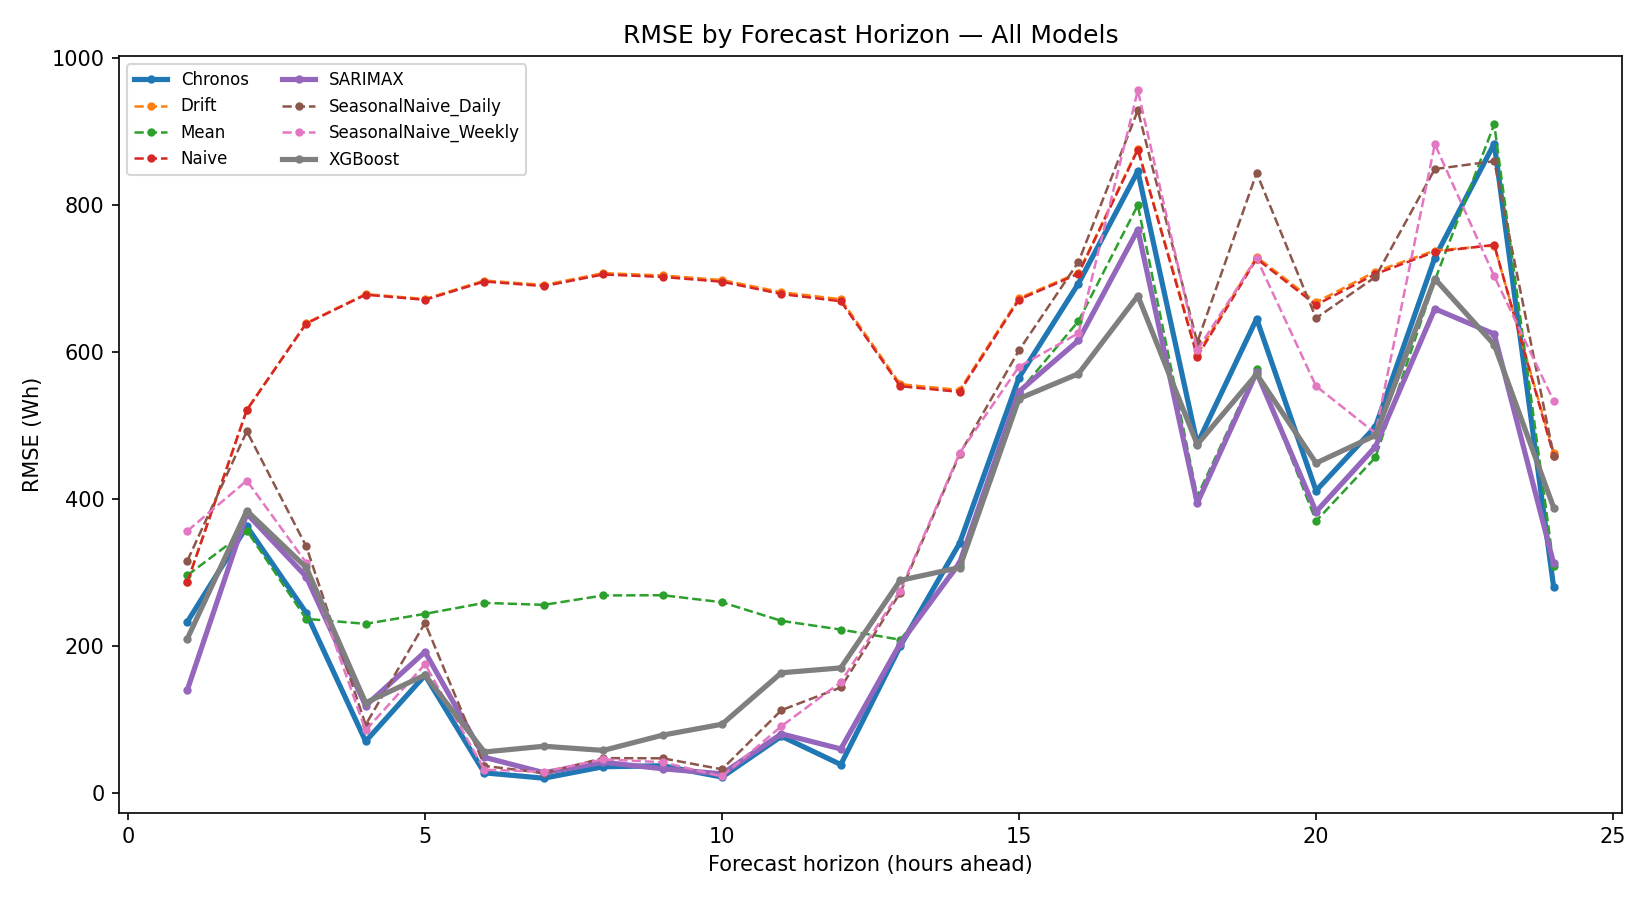 RMSE by Forecast Horizon — All Models
Chronos
Drift
Mean
Naive
SARIMAX
SeasonalNaive_Daily
SeasonalNaive_Weekly
XGBoost
RMSE (Wh)
1000
800
600
400
200
0
0 5 10 15 20 25
Forecast horizon (hours ahead)